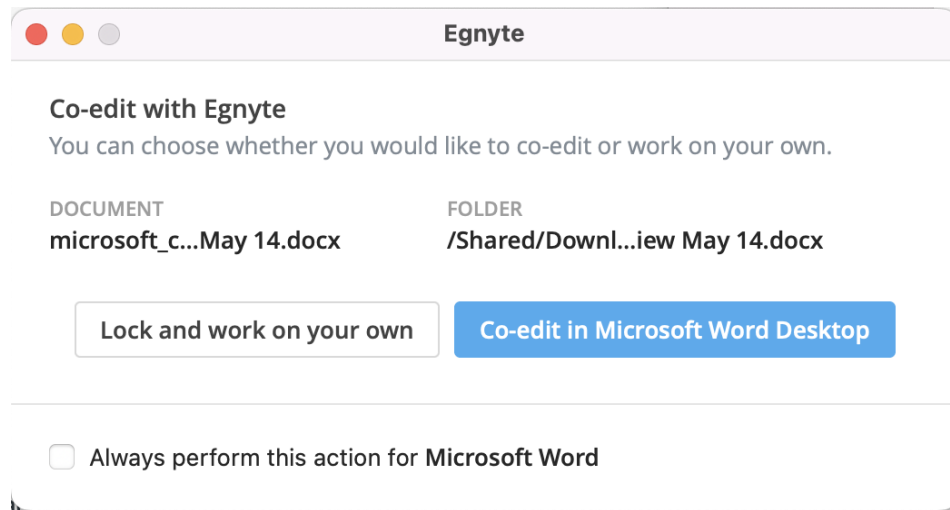 Egnyte
Co-edit with Egnyte
You can choose whether you would like to co-edit or work on your own.
DOCUMENT
microsoft_c...May 14.docx
FOLDER
/Shared/Downl...iew May 14.docx
Lock and work on your own
Co-edit in Microsoft Word Desktop
Always perform this action for Microsoft Word